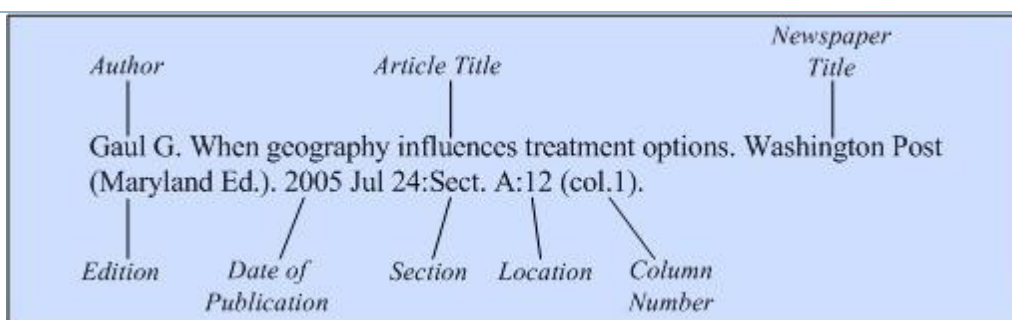 Newspaper
Author Article Title Title
Gaul G. When geography influences treatment options. Washington Post
(Maryland Ed.). 2005 Jul 24:Sect. A:12 (col.1).
Edition Date of Section Location Column
Publication Number